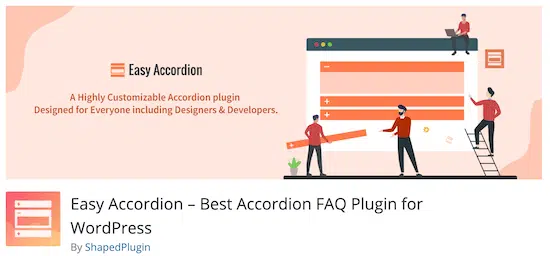 Easy Accordion
A Highly Customizable Accordion plugin
Designed for Everyone including Designers & Developers.
Easy Accordion – Best Accordion FAQ Plugin for
WordPress
By ShapedPlugin